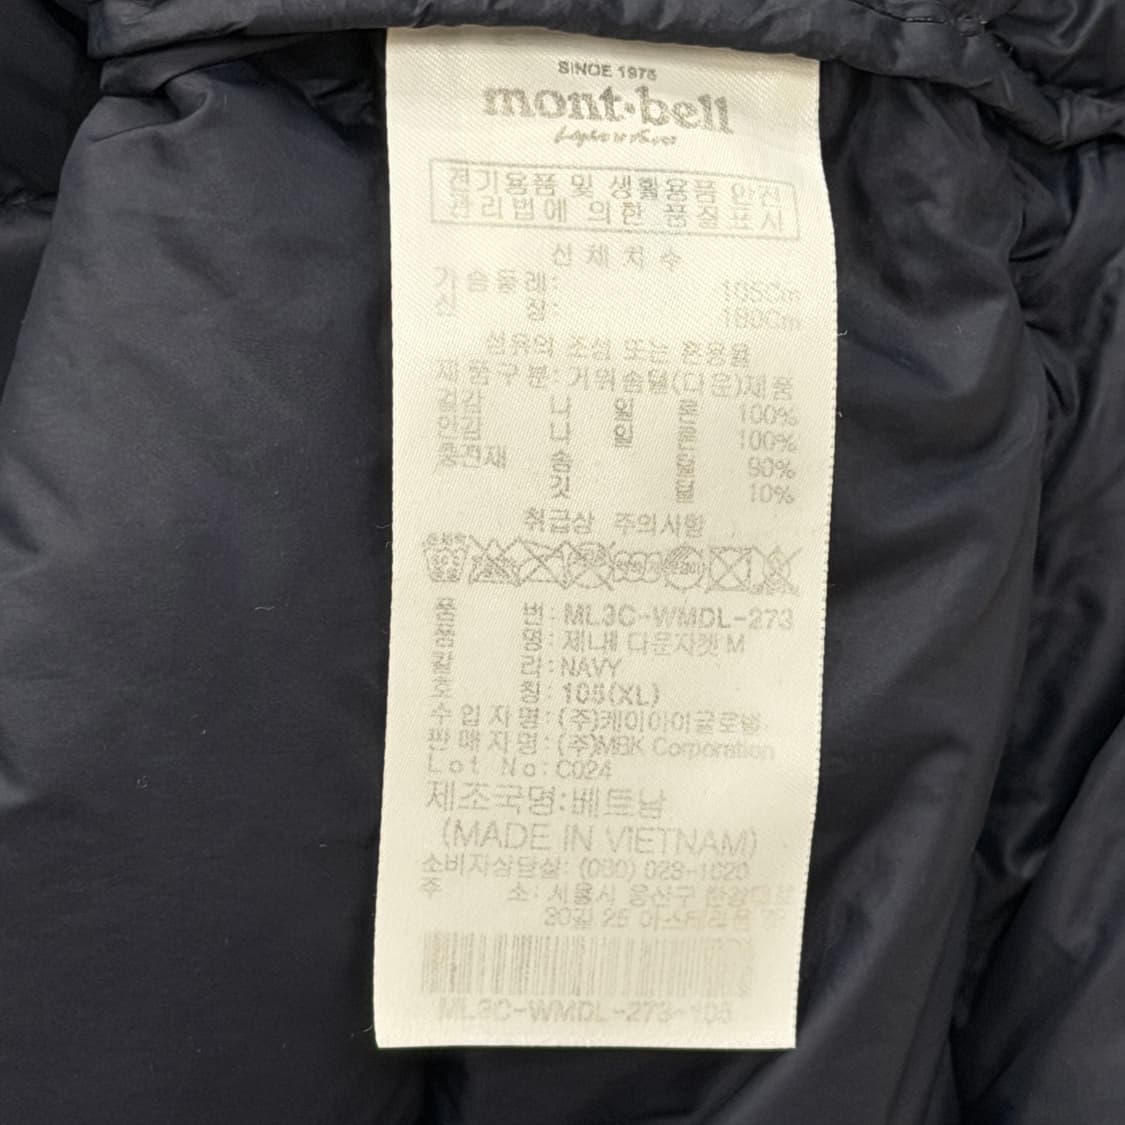 SINCE 1975
mont·bell
Light & Fast
전기용품 및 생활용품 안전
관리법에 의한 품질표시
신체치수
가슴둘레: 105Cm
신 장: 180Cm
섬유의 조성 또는 혼용율
제품구분: 거위솜털(다운)제품
겉감 나 일 론 100%
안감 나 일 론 100%
충전재 솜 털 90%
깃 털 10%
취급상 주의사항
품 번: ML3C-WMDL-273
품 명: 제네 다운자켓 M
칼 라: NAVY
호 칭: 105(XL)
수입자명: (주)케이아이글로벌
판매자명: (주)MBK Corporation
Lot No: C024
제조국명:베트남
(MADE IN VIETNAM)
소비자상담실: (080) 023-1020
주 소: 서울시 용산구 한강대로
30길 25 아스테리움
ML3C-WMDL-273-105